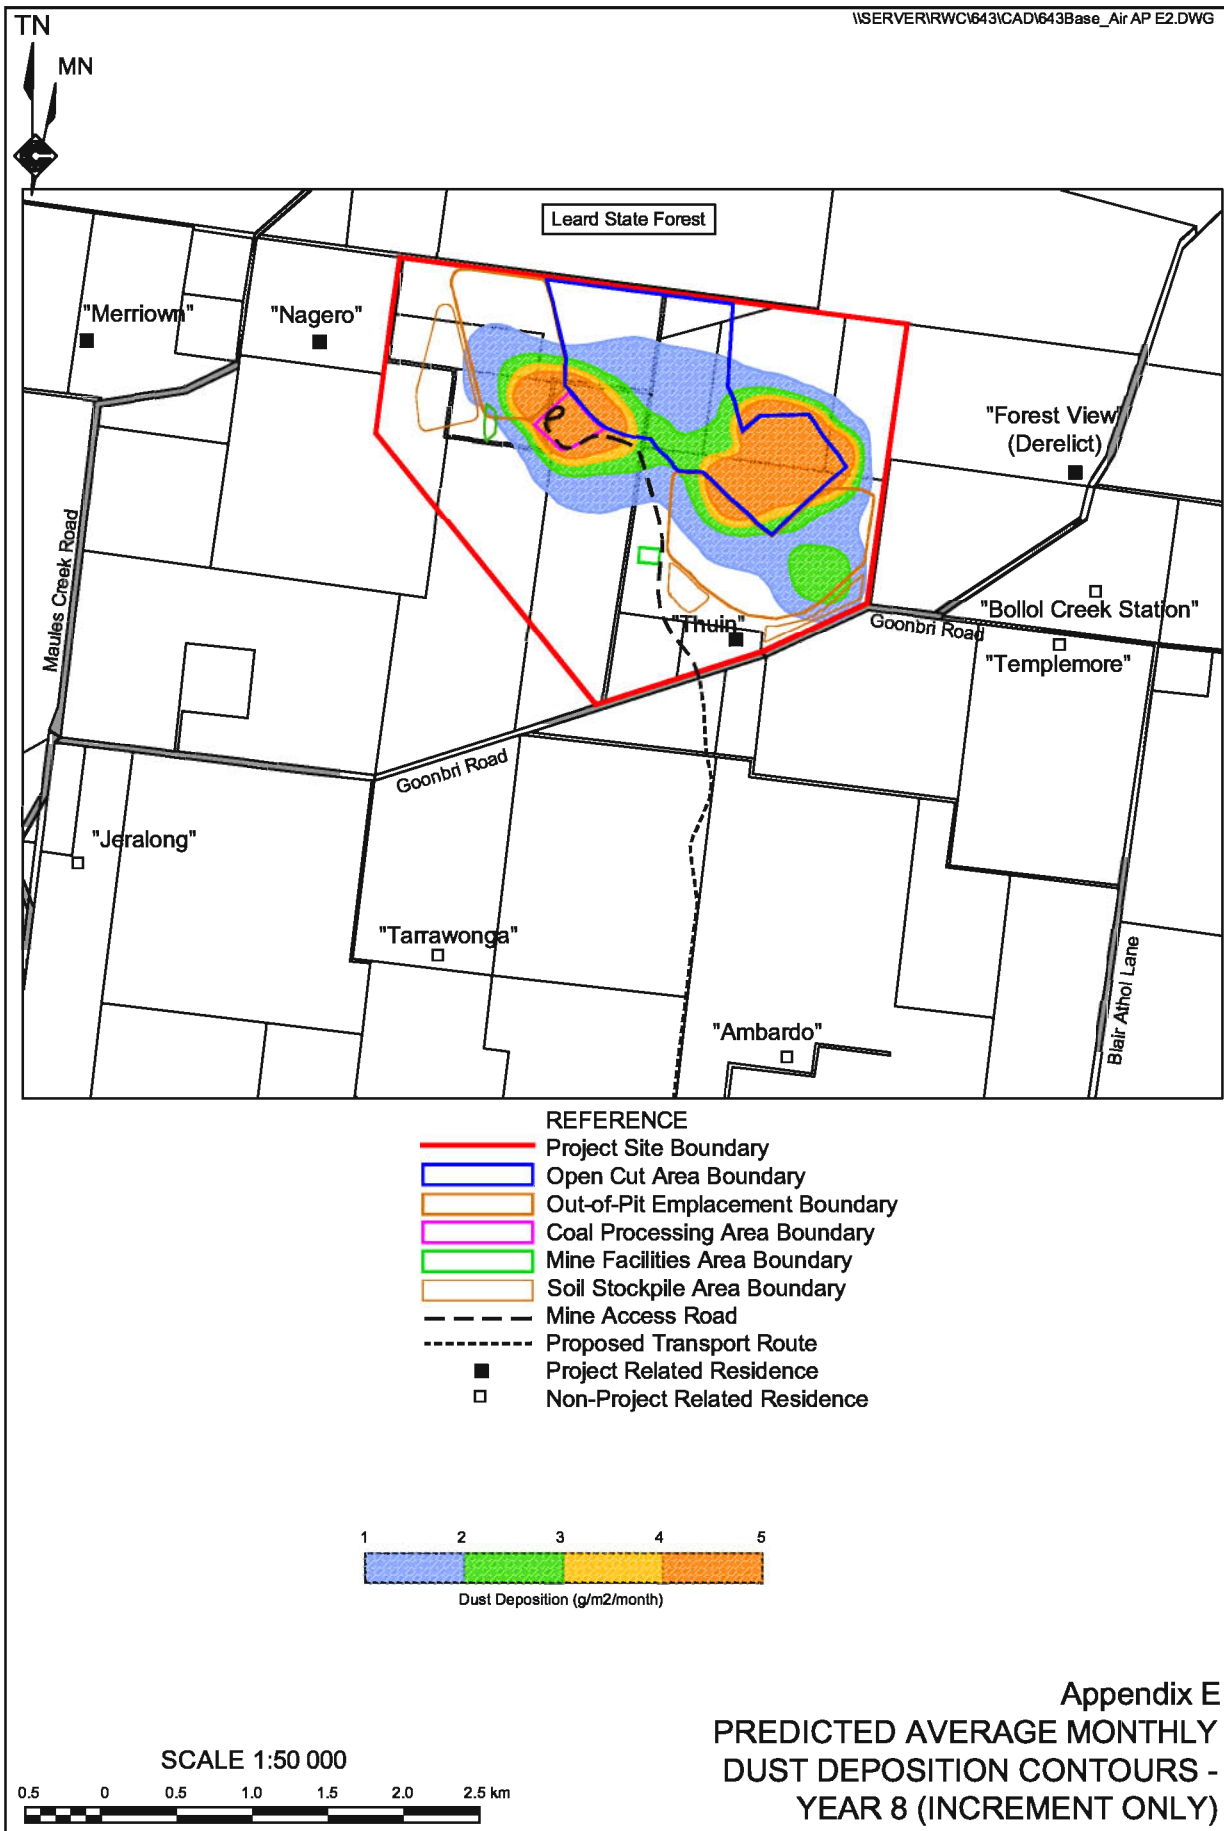 \\SERVER\RWC\643\CAD\643Base_Air AP E2.DWG
TN
MN
Leard State Forest
"Merriown"
"Nagero"
"Forest View"
(Derelict)
Maules Creek Road
"Bollol Creek Station"
"Thuin"
Goonbri Road
"Templemore"
Goonbri Road
"Jeralong"
"Tarrawonga"
Blair Athol Lane
"Ambardo"
REFERENCE
Project Site Boundary
Open Cut Area Boundary
Out-of-Pit Emplacement Boundary
Coal Processing Area Boundary
Mine Facilities Area Boundary
Soil Stockpile Area Boundary
Mine Access Road
Proposed Transport Route
Project Related Residence
Non-Project Related Residence
1 2 3 4 5
Dust Deposition (g/m2/month)
Appendix E
PREDICTED AVERAGE MONTHLY
DUST DEPOSITION CONTOURS -
YEAR 8 (INCREMENT ONLY)
SCALE 1:50 000
0.5 0 0.5 1.0 1.5 2.0 2.5 km